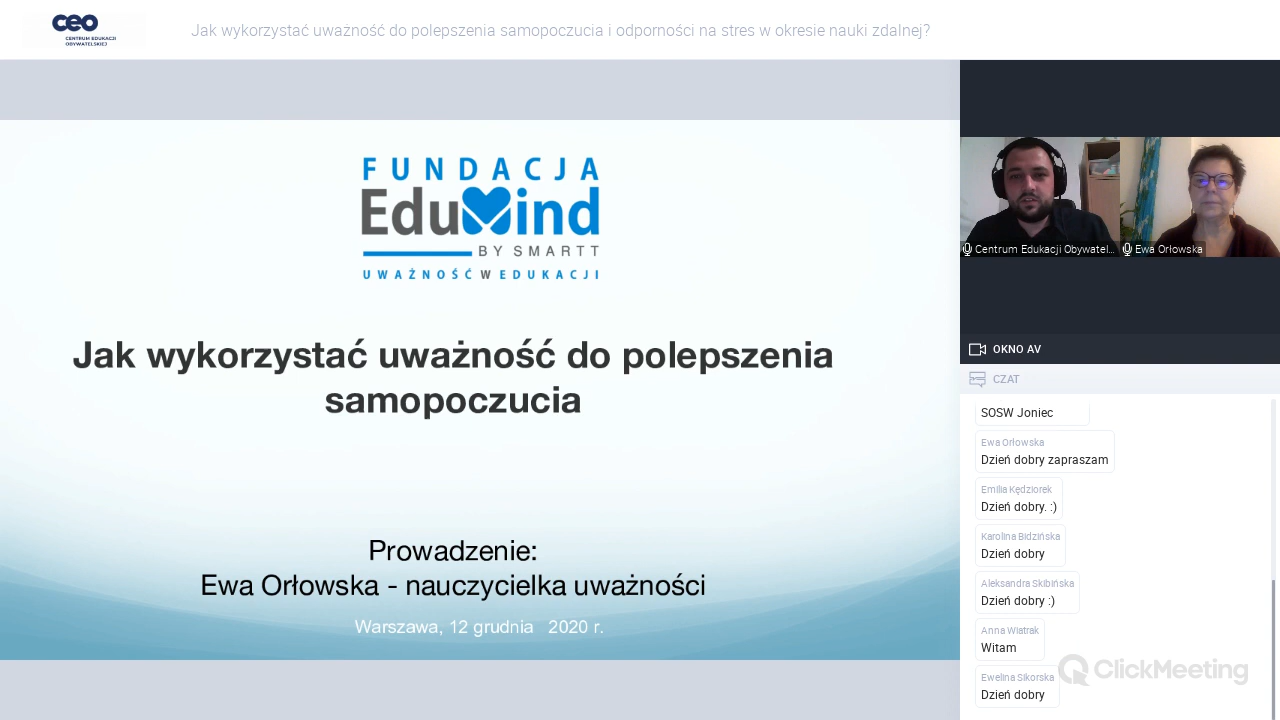 ceo
CENTRUM EDUKACJI
OBYWATELSKIEJ
Jak wykorzystać uważność do polepszenia samopoczucia i odporności na stres w okresie nauki zdalnej?
FUNDACJA
EduMind
BY SMARTT
UWAŻNOŚĆ W EDUKACJI
Jak wykorzystać uważność do polepszenia
samopoczucia
Prowadzenie:
Ewa Orłowska - nauczycielka uważności
Warszawa, 12 grudnia 2020 r.
Centrum Edukacji Obywatel...
Ewa Orłowska
OKNO AV
CZAT
SOSW Joniec
Ewa Orłowska
Dzień dobry zapraszam
Emilia Kędziorek
Dzień dobry. :)
Karolina Bidzińska
Dzień dobry
Aleksandra Skibińska
Dzień dobry :)
Anna Wistrak
Witam
Ewelina Sikorska
Dzień dobry
ClickMeeting